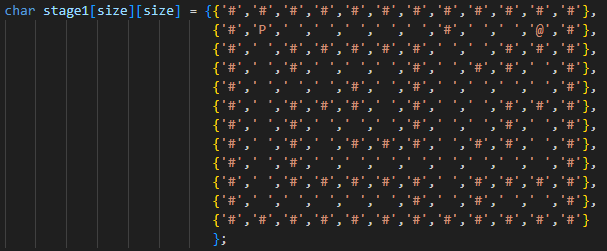 char stage1[size][size] = {{'#','#','#','#','#','#','#','#','#','#','#','#'},
{'#','P',' ',' ',' ',' ',' ','#',' ',' ','@','#'},
{'#',' ','#','#','#','#','#',' ',' ','#','#','#'},
{'#',' ','#',' ',' ',' ','#',' ','#','#',' ','#'},
{'#',' ',' ',' ','#',' ','#',' ',' ',' ',' ','#'},
{'#',' ','#','#','#',' ','#',' ',' ','#','#','#'},
{'#',' ','#',' ',' ',' ','#',' ',' ',' ',' ','#'},
{'#',' ','#',' ','#','#','#',' ','#','#',' ','#'},
{'#',' ','#',' ',' ',' ',' ',' ',' ',' ',' ','#'},
{'#',' ','#','#','#','#','#',' ','#','#','#','#'},
{'#',' ',' ',' ',' ',' ',' ',' ',' ',' ',' ','#'},
{'#','#','#','#','#','#','#','#','#','#','#','#'}
};